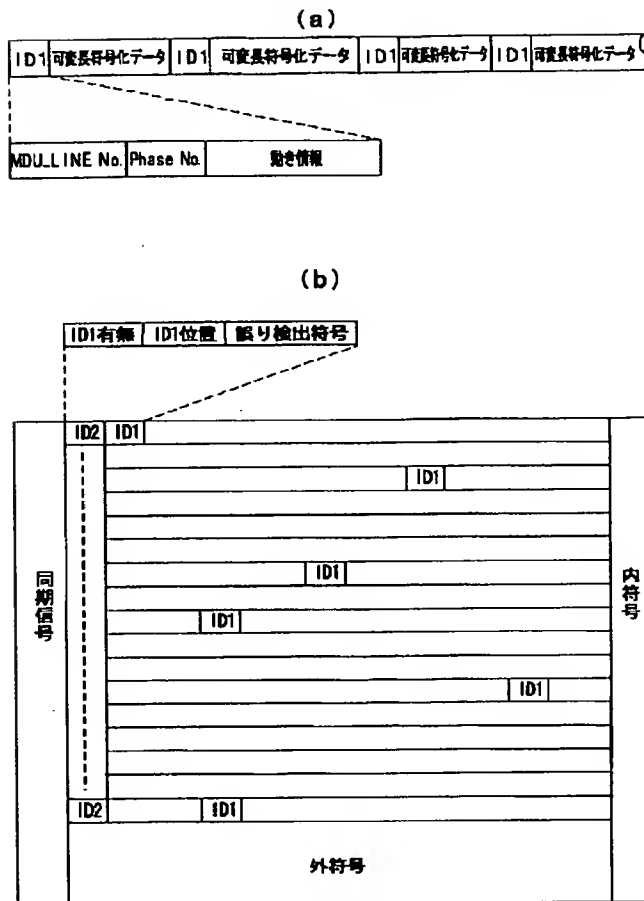 (a)
ID1 可変長符号化データ ID1 可変長符号化データ ID1 可変長符号化データ ID1 可変長符号化データ
MDU_LINE No. Phase No. 動き情報
(b)
ID1有無 ID1位置 誤り検出符号
ID2 ID1
ID1
ID1
ID1
ID1
ID2 ID1
同期信号
内符号
外符号